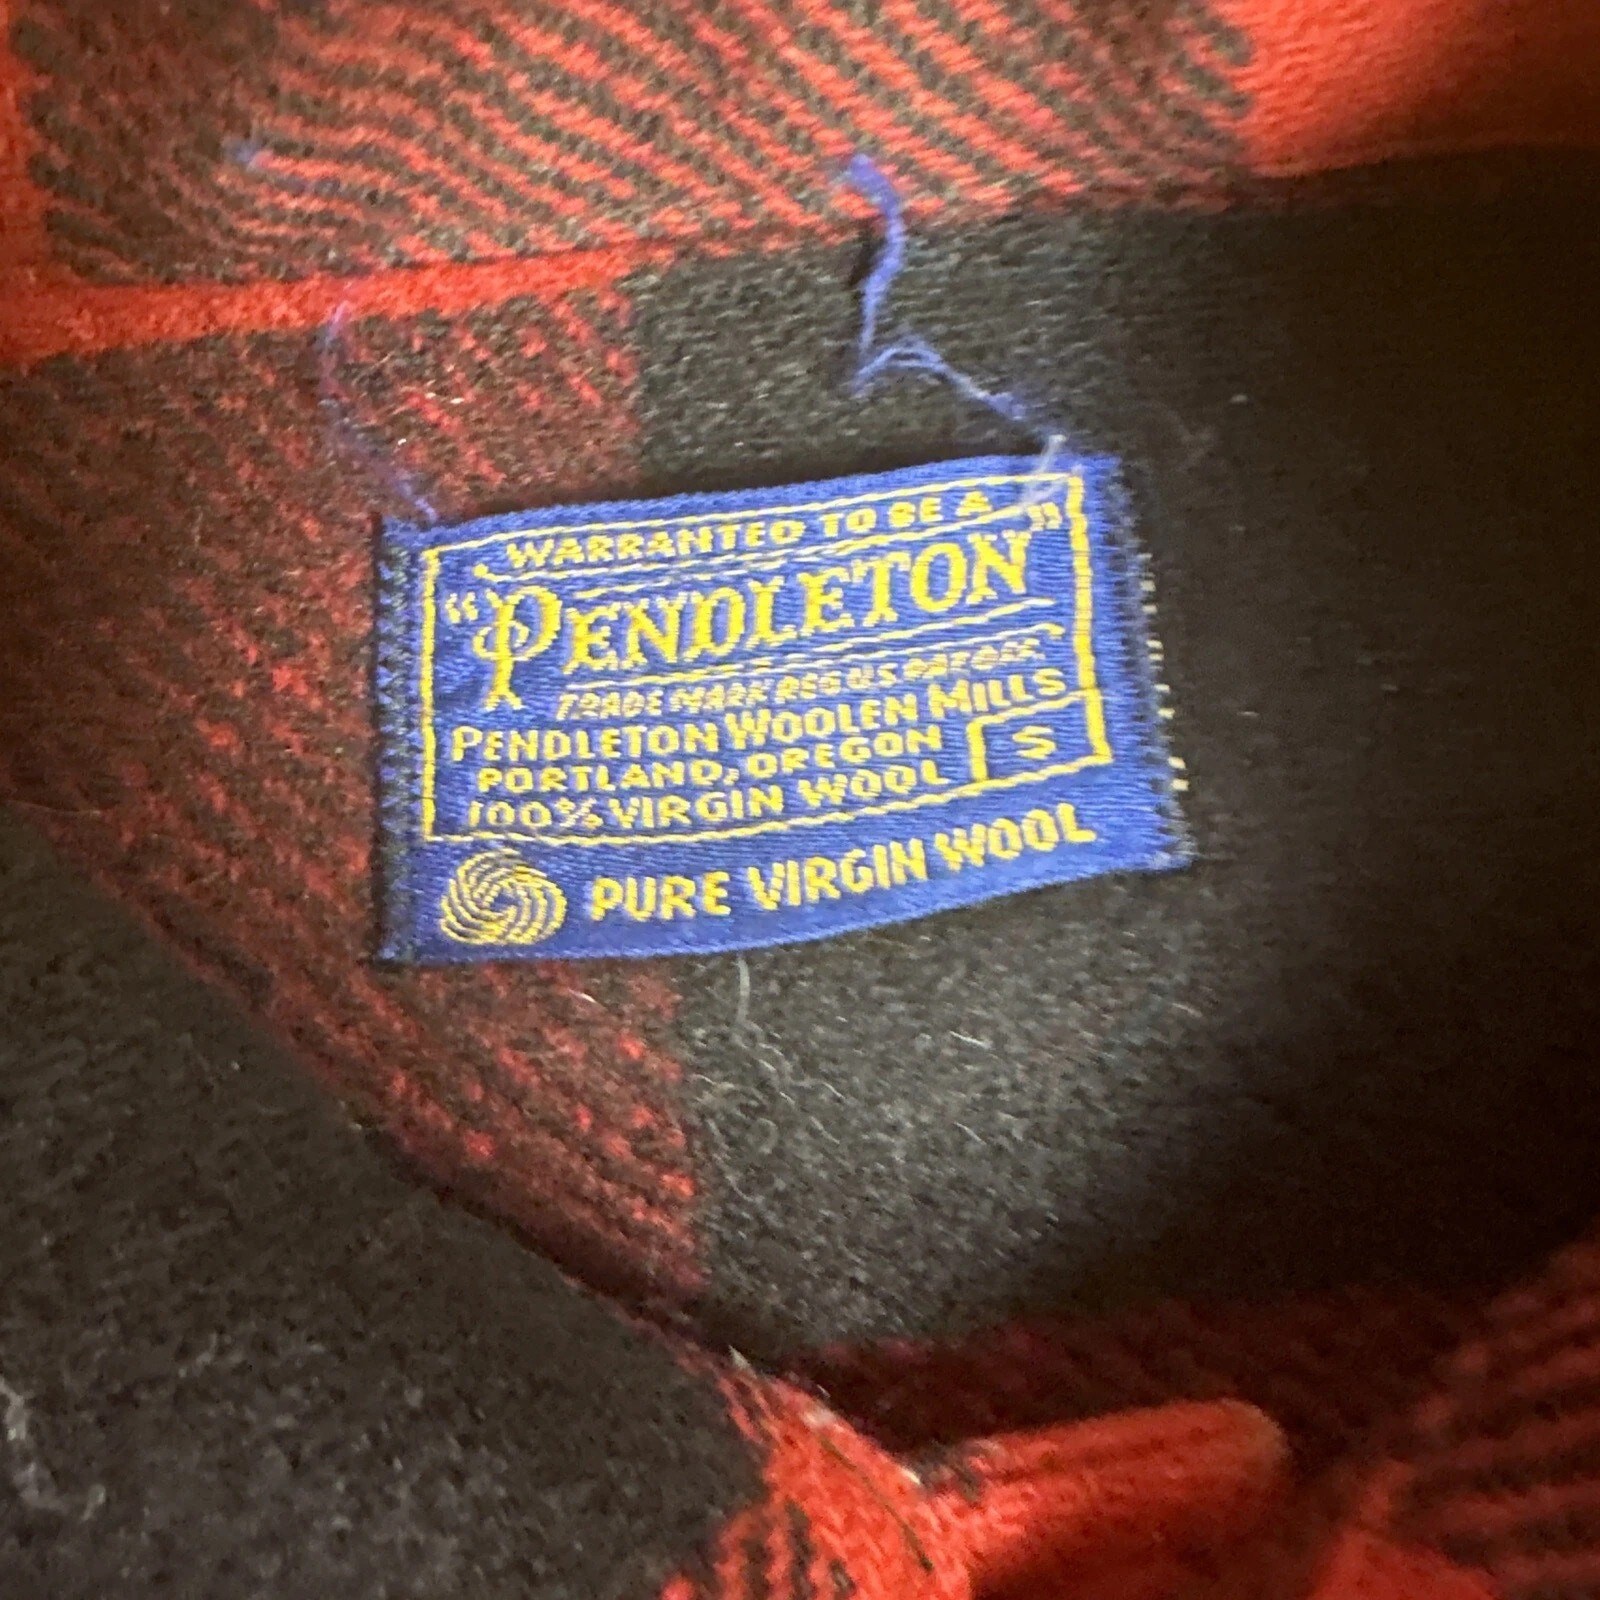 WARRANTED TO BE A
"PENDLETON"
TRADE MARK REG U.S. PAT OFF.
PENDLETON WOOLEN MILLS
PORTLAND, OREGON
S
100% VIRGIN WOOL
PURE VIRGIN WOOL